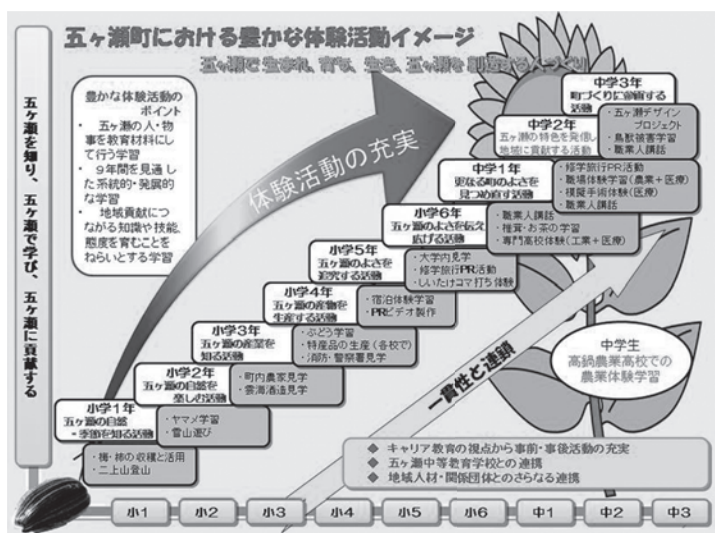 五ヶ瀬町における豊かな体験活動イメージ
五ヶ瀬で生まれ、育ち、生き、五ヶ瀬を創造する人づくり
五ヶ瀬を知り、五ヶ瀬で学び、五ヶ瀬に貢献する
豊かな体験活動の
ポイント
・ 五ヶ瀬の人・物
事を教育材料にし
て行う学習
・ 9年間を見通し
た系統的・発展的
な学習
・ 地域貢献につ
ながる知識や技能、
態度を育むことを
ねらいとする学習
体験活動の充実
中学3年
町づくりに参画する
活動
・五ヶ瀬デザイン
プロジェクト
・鳥獣被害学習
・職業人講話
中学2年
五ヶ瀬の特色を発信し
地域に貢献する活動
・修学旅行PR活動
・職場体験学習(農業+医療)
・模擬手術体験(医療)
・職業人講話
中学1年
更なる町のよさを
見つめ直す活動
・職業人講話
・椎茸・お茶の学習
・専門高校体験(工業+医療)
小学6年
五ヶ瀬のよさを伝え
広げる活動
・大学内見学
・修学旅行PR活動
・しいたけコマ打ち体験
小学5年
五ヶ瀬のよさを
追究する活動
・宿泊体験学習
・PRビデオ製作
小学4年
五ヶ瀬の産物を
生産する活動
・ぶどう学習
・特産品の生産(各校で)
・消防・警察署見学
小学3年
五ヶ瀬の産業を
知る活動
・町内農家見学
・雲海酒造見学
小学2年
五ヶ瀬の自然を
楽しむ活動
・ヤマメ学習
・雪山遊び
小学1年
五ヶ瀬の自然
・季節を知る活動
・梅・柿の収穫と活用
・二上山登山
一貫性と連鎖
中学生
高鍋農業高校での
農業体験学習
◆ キャリア教育の視点から事前・事後活動の充実
◆ 五ヶ瀬中等教育学校との連携
◆ 地域人材・関係団体とのさらなる連携
小1 小2 小3 小4 小5 小6 中1 中2 中3